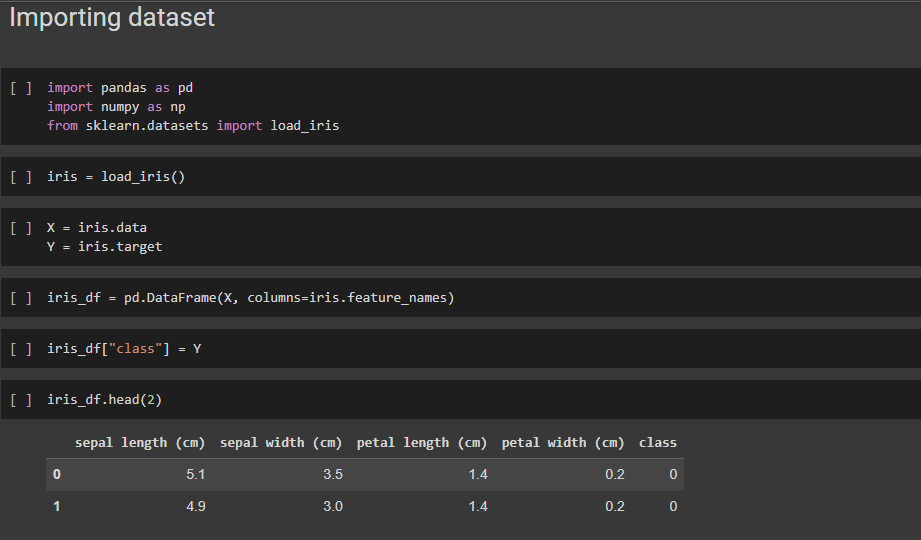 Importing dataset
[ ] import pandas as pd
import numpy as np
from sklearn.datasets import load_iris
[ ] iris = load_iris()
[ ] X = iris.data
Y = iris.target
[ ] iris_df = pd.DataFrame(X, columns=iris.feature_names)
[ ] iris_df["class"] = Y
[ ] iris_df.head(2)
sepal length (cm) sepal width (cm) petal length (cm) petal width (cm) class
0 5.1 3.5 1.4 0.2 0
1 4.9 3.0 1.4 0.2 0